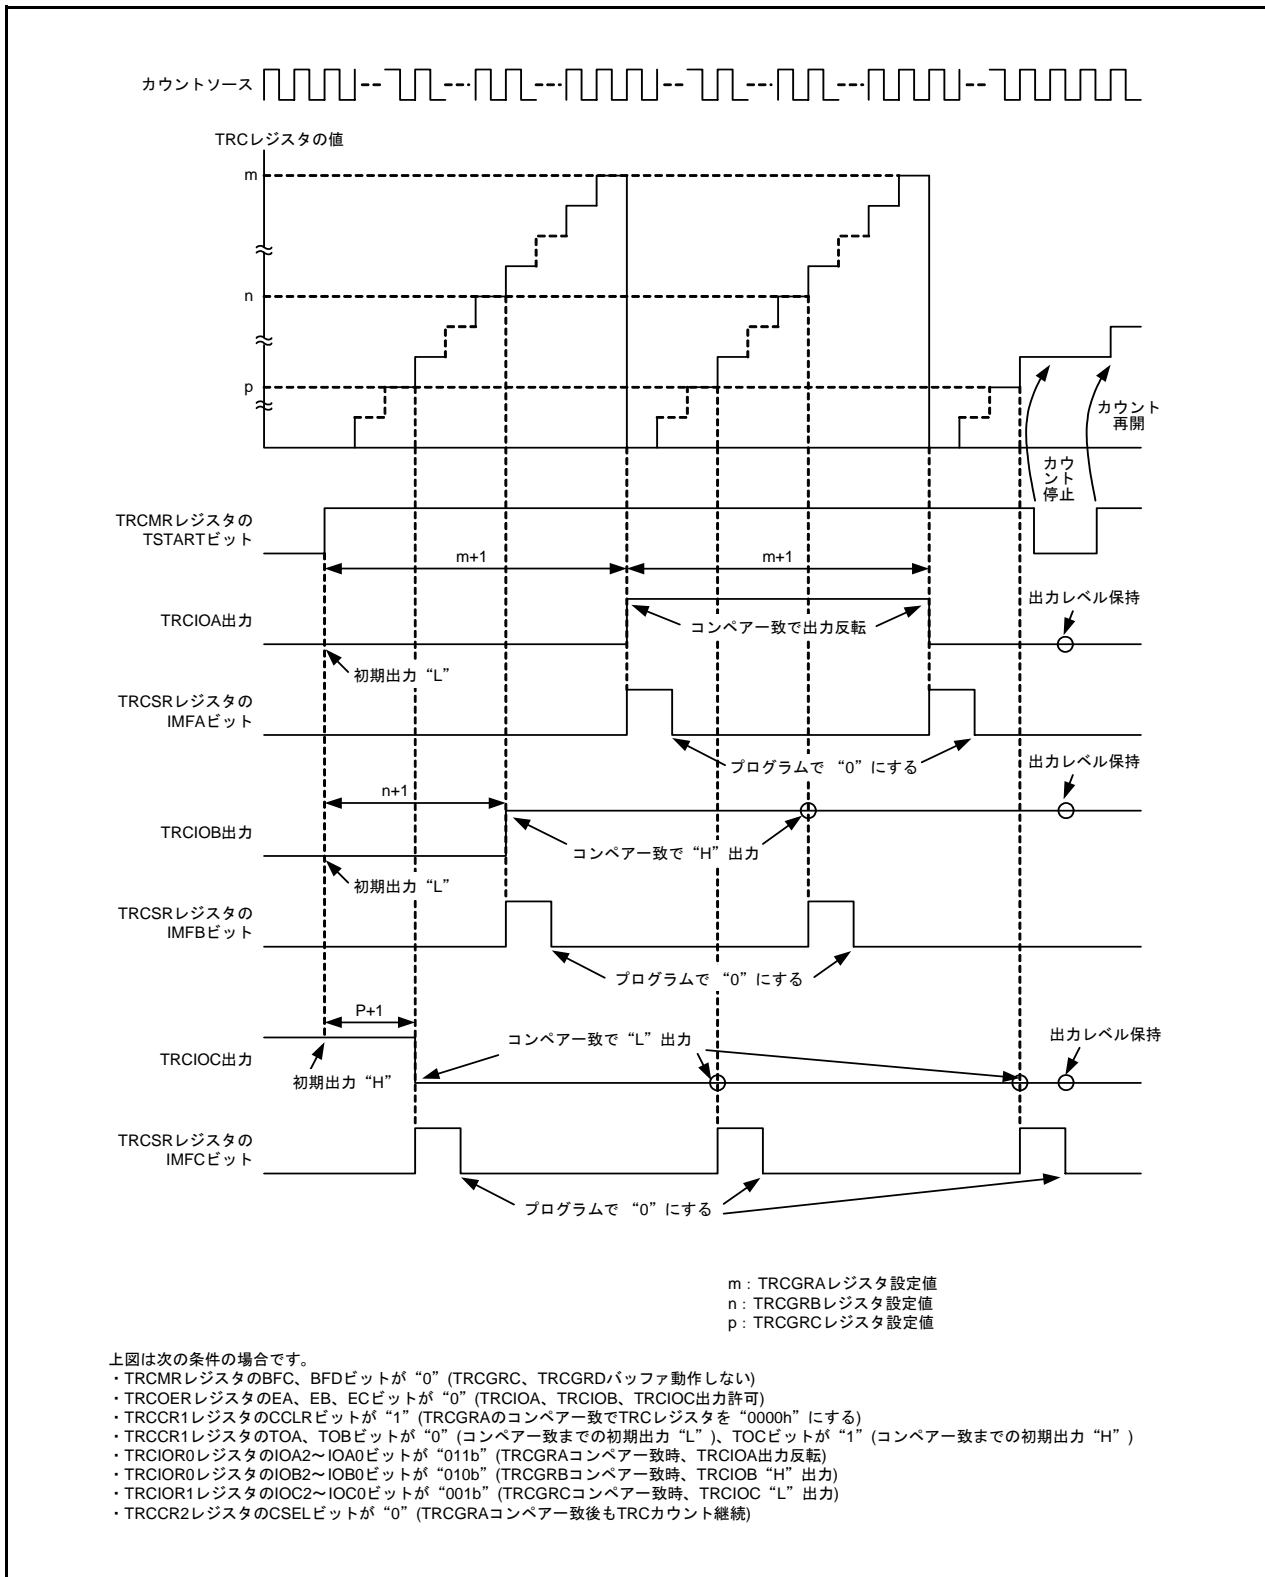 カウントソース
TRCレジスタの値
m
n
p
カウント
再開
カウ
ント
停止
TRCMRレジスタの
TSTARTビット
m+1
m+1
TRCIOA出力
コンペア一致で出力反転
出力レベル保持
初期出力“L”
TRCSRレジスタの
IMFAビット
プログラムで “0”にする
出力レベル保持
n+1
TRCIOB出力
コンペア一致で“H”出力
初期出力“L”
TRCSRレジスタの
IMFBビット
プログラムで “0”にする
P+1
コンペア一致で“L”出力
出力レベル保持
TRCIOC出力
初期出力“H”
TRCSRレジスタの
IMFCビット
プログラムで “0”にする
m：TRCGRAレジスタ設定値
n：TRCGRBレジスタ設定値
p：TRCGRCレジスタ設定値
上図は次の条件の場合です。
・TRCMRレジスタのBFC、BFDビットが“0”(TRCGRC、TRCGRDバッファ動作しない)
・TRCOERレジスタのEA、EB、ECビットが“0”(TRCIOA、TRCIOB、TRCIOC出力許可)
・TRCCR1レジスタのCCLRビットが“1”(TRCGRAのコンペア一致でTRCレジスタを“0000h”にする)
・TRCCR1レジスタのTOA、TOBビットが“0”(コンペア一致までの初期出力“L”)、TOCビットが“1”(コンペア一致までの初期出力“H”)
・TRCIOR0レジスタのIOA2～IOA0ビットが“011b”(TRCGRAコンペア一致時、TRCIOA出力反転)
・TRCIOR0レジスタのIOB2～IOB0ビットが“010b”(TRCGRBコンペア一致時、TRCIOB“H”出力)
・TRCIOR1レジスタのIOC2～IOC0ビットが“001b”(TRCGRCコンペア一致時、TRCIOC“L”出力)
・TRCCR2レジスタのCSELビットが“0”(TRCGRAコンペア一致後もTRCカウント継続)